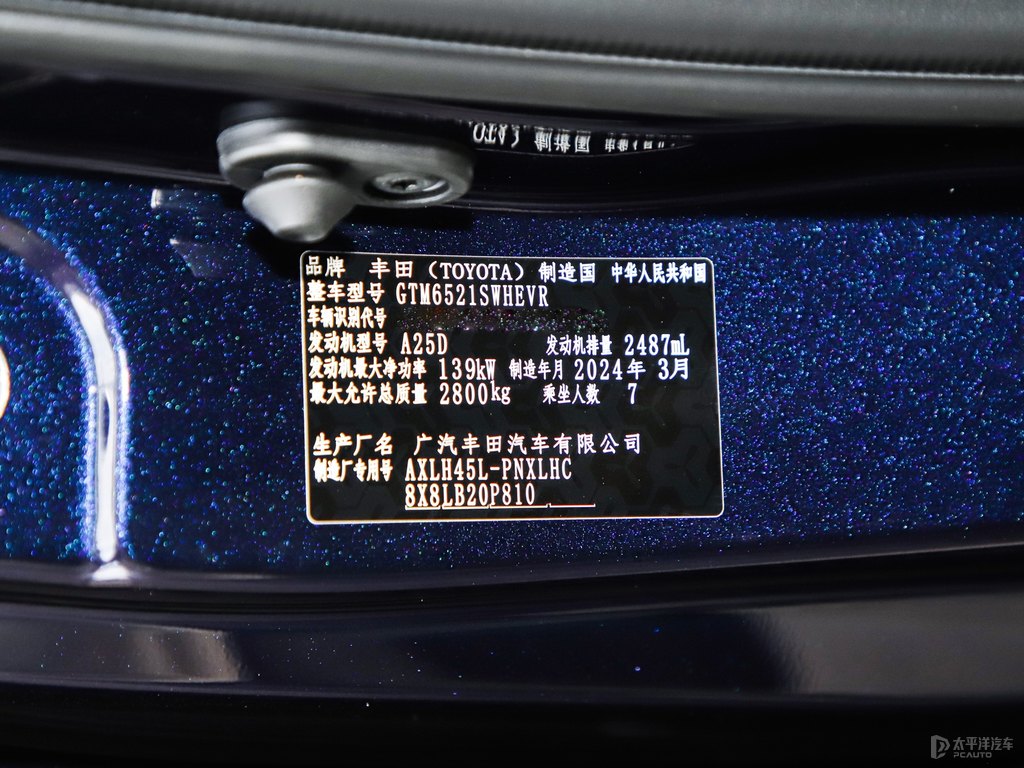 品牌 丰田（TOYOTA）制造国 中华人民共和国
整车型号 GTM6521SWHEVR
车辆识别代号
发动机型号 A25D 发动机排量 2487mL
发动机最大净功率 139kW 制造年月 2024年 3月
最大允许总质量 2800kg 乘坐人数 7
生产厂名 广汽丰田汽车有限公司
制造厂专用号 AXLH45L-PNXLHC
8X8LB20P810
太平洋汽车
PCAUTO